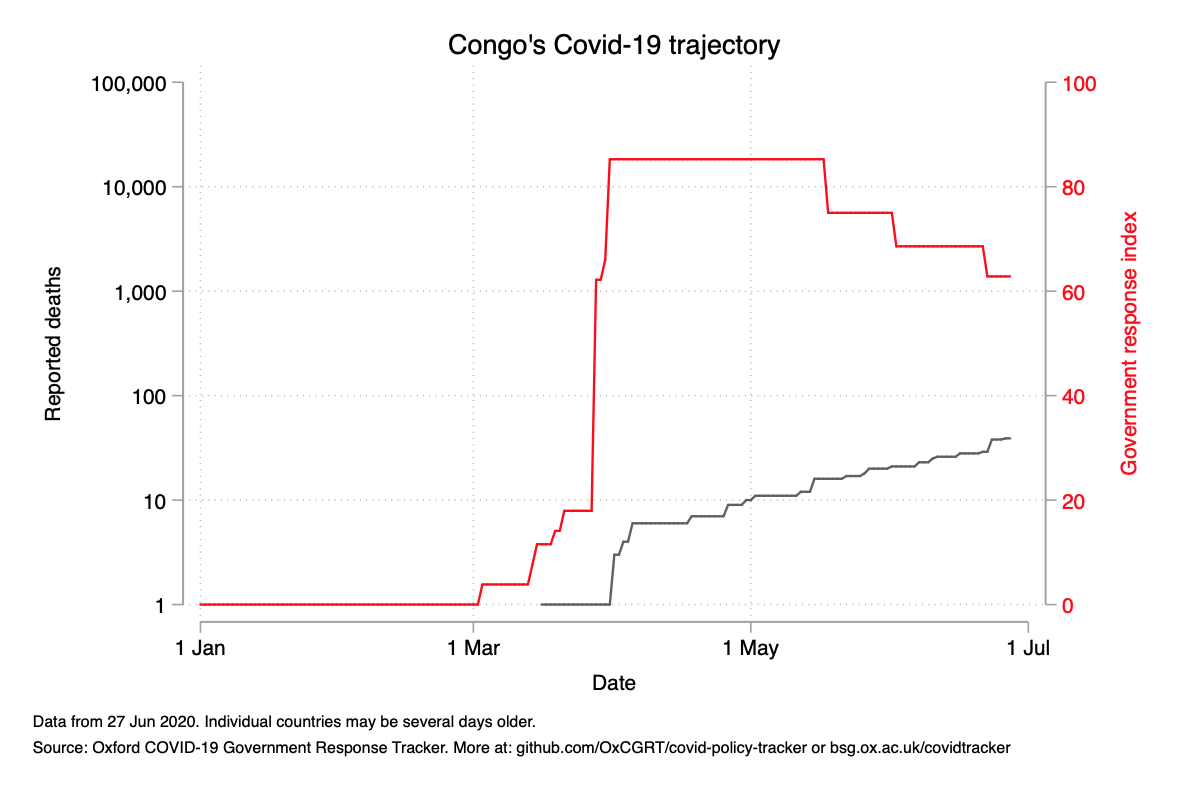 Congo's Covid-19 trajectory
100,000
10,000
1,000
100
10
1
Reported deaths
100
80
60
40
20
0
Government response index
1 Jan
1 Mar
1 May
1 Jul
Date
Data from 27 Jun 2020. Individual countries may be several days older.
Source: Oxford COVID-19 Government Response Tracker. More at: github.com/OxCGRT/covid-policy-tracker or bsg.ox.ac.uk/covidtracker